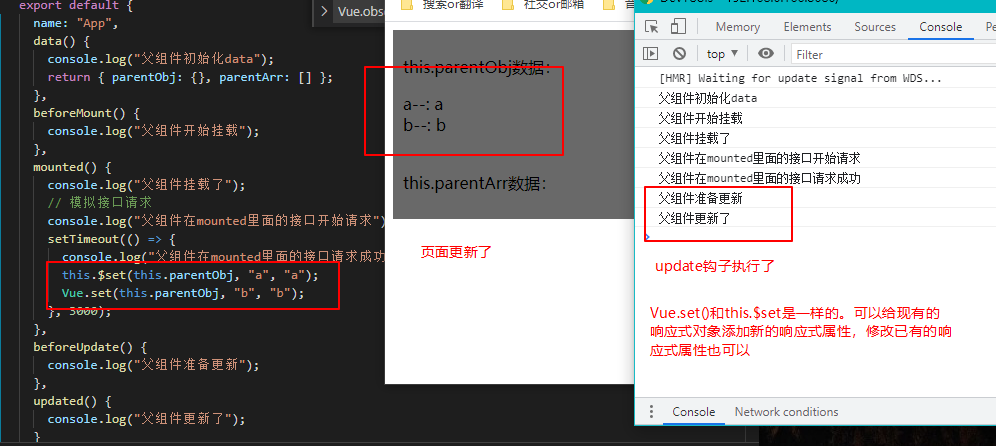 export default {
name: "App",
data() {
console.log("父组件初始化data");
return { parentObj: {}, parentArr: [] };
},
beforeMount() {
console.log("父组件开始挂载");
},
mounted() {
console.log("父组件挂载了");
// 模拟接口请求
console.log("父组件在mounted里面的接口开始请求")
setTimeout(() => {
console.log("父组件在mounted里面的接口请求成功
this.$set(this.parentObj, "a", "a");
Vue.set(this.parentObj, "b", "b");
}, 3000);
},
beforeUpdate() {
console.log("父组件准备更新");
},
updated() {
console.log("父组件更新了");
}
> Vue.obs
搜索or翻译
社交or邮箱
this.parentObj数据：
a--: a
b--: b
this.parentArr数据：
页面更新了
Memory Elements Sources Console Pe
top ▼ Filter
[HMR] Waiting for update signal from WDS...
父组件初始化data
父组件开始挂载
父组件挂载了
父组件在mounted里面的接口开始请求
父组件在mounted里面的接口请求成功
父组件准备更新
父组件更新了
update钩子执行了
Vue.set()和this.$set是一样的。可以给现有的
响应式对象添加新的响应式属性，修改已有的响
应式属性也可以
Console Network conditions